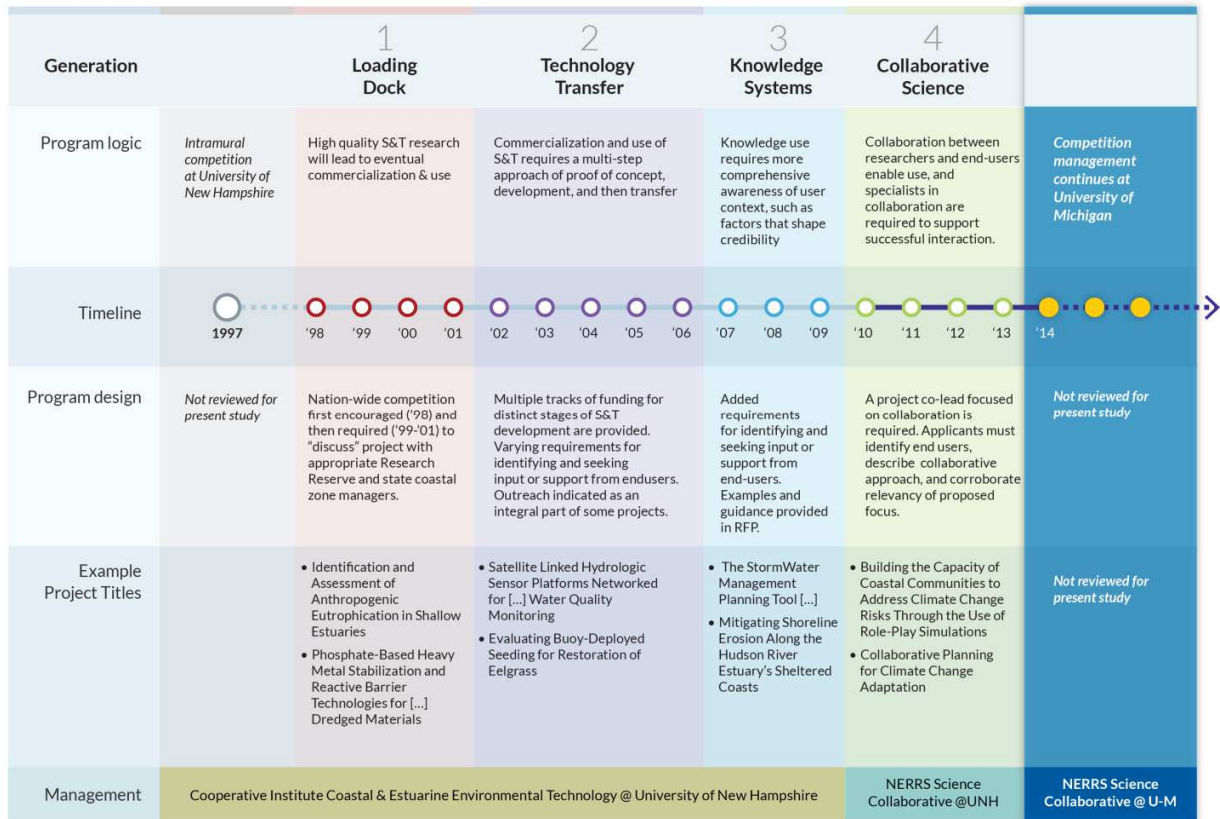 Generation
1
Loading
Dock
2
Technology
Transfer
3
Knowledge
Systems
4
Collaborative
Science
Program logic
Intramural
competition
at University of
New Hampshire
High quality S&T research
will lead to eventual
commercialization & use
Commercialization and use of
S&T requires a multi-step
approach of proof of concept,
development, and then transfer
Knowledge use
requires more
comprehensive
awareness of user
context, such as
factors that shape
credibility
Collaboration between
researchers and end-users
enable use, and
specialists in
collaboration are
required to support
successful interaction.
Competition
management
continues at
University of
Michigan
Timeline
1997
'98
'99
'00
'01
'02
'03
'04
'05
'06
'07
'08
'09
'10
'11
'12
'13
'14
Program design
Not reviewed for
present study
Nation-wide competition
first encouraged ('98) and
then required ('99-'01) to
"discuss" project with
appropriate Research
Reserve and state coastal
zone managers.
Multiple tracks of funding for
distinct stages of S&T
development are provided.
Varying requirements for
identifying and seeking
input or support from endusers.
Outreach indicated as an
integral part of some projects.
Added
requirements
for identifying and
seeking input or
support from
end-users.
Examples and
guidance provided
in RFP.
A project co-lead focused
on collaboration is
required. Applicants must
identify end users,
describe collaborative
approach, and corroborate
relevancy of proposed
focus.
Not reviewed for
present study
Example
Project Titles
• Identification and
Assessment of
Anthropogenic
Eutrophication in Shallow
Estuaries
• Phosphate-Based Heavy
Metal Stabilization and
Reactive Barrier
Technologies for [...]
Dredged Materials
• Satellite Linked Hydrologic
Sensor Platforms Networked
for [...] Water Quality
Monitoring
• Evaluating Buoy-Deployed
Seeding for Restoration of
Eelgrass
• The StormWater
Management
Planning Tool [...]
• Mitigating Shoreline
Erosion Along the
Hudson River
Estuary's Sheltered
Coasts
• Building the Capacity of
Coastal Communities to
Address Climate Change
Risks Through the Use of
Role-Play Simulations
• Collaborative Planning
for Climate Change
Adaptation
Not reviewed for
present study
Management
Cooperative Institute Coastal & Estuarine Environmental Technology @ University of New Hampshire
NERRS Science
Collaborative @UNH
NERRS Science
Collaborative @ U-M